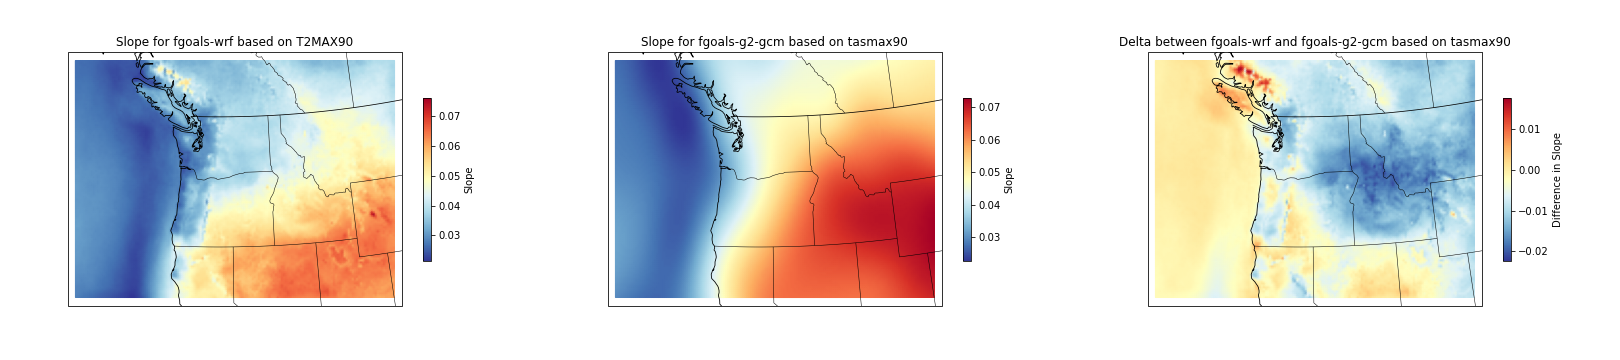 Slope for fgoals-wrf based on T2MAX90
0.07
0.06
0.05
0.04
0.03
Slope
Slope for fgoals-g2-gcm based on tasmax90
0.07
0.06
0.05
0.04
0.03
Slope
Delta between fgoals-wrf and fgoals-g2-gcm based on tasmax90
0.01
0.00
−0.01
−0.02
Difference in Slope